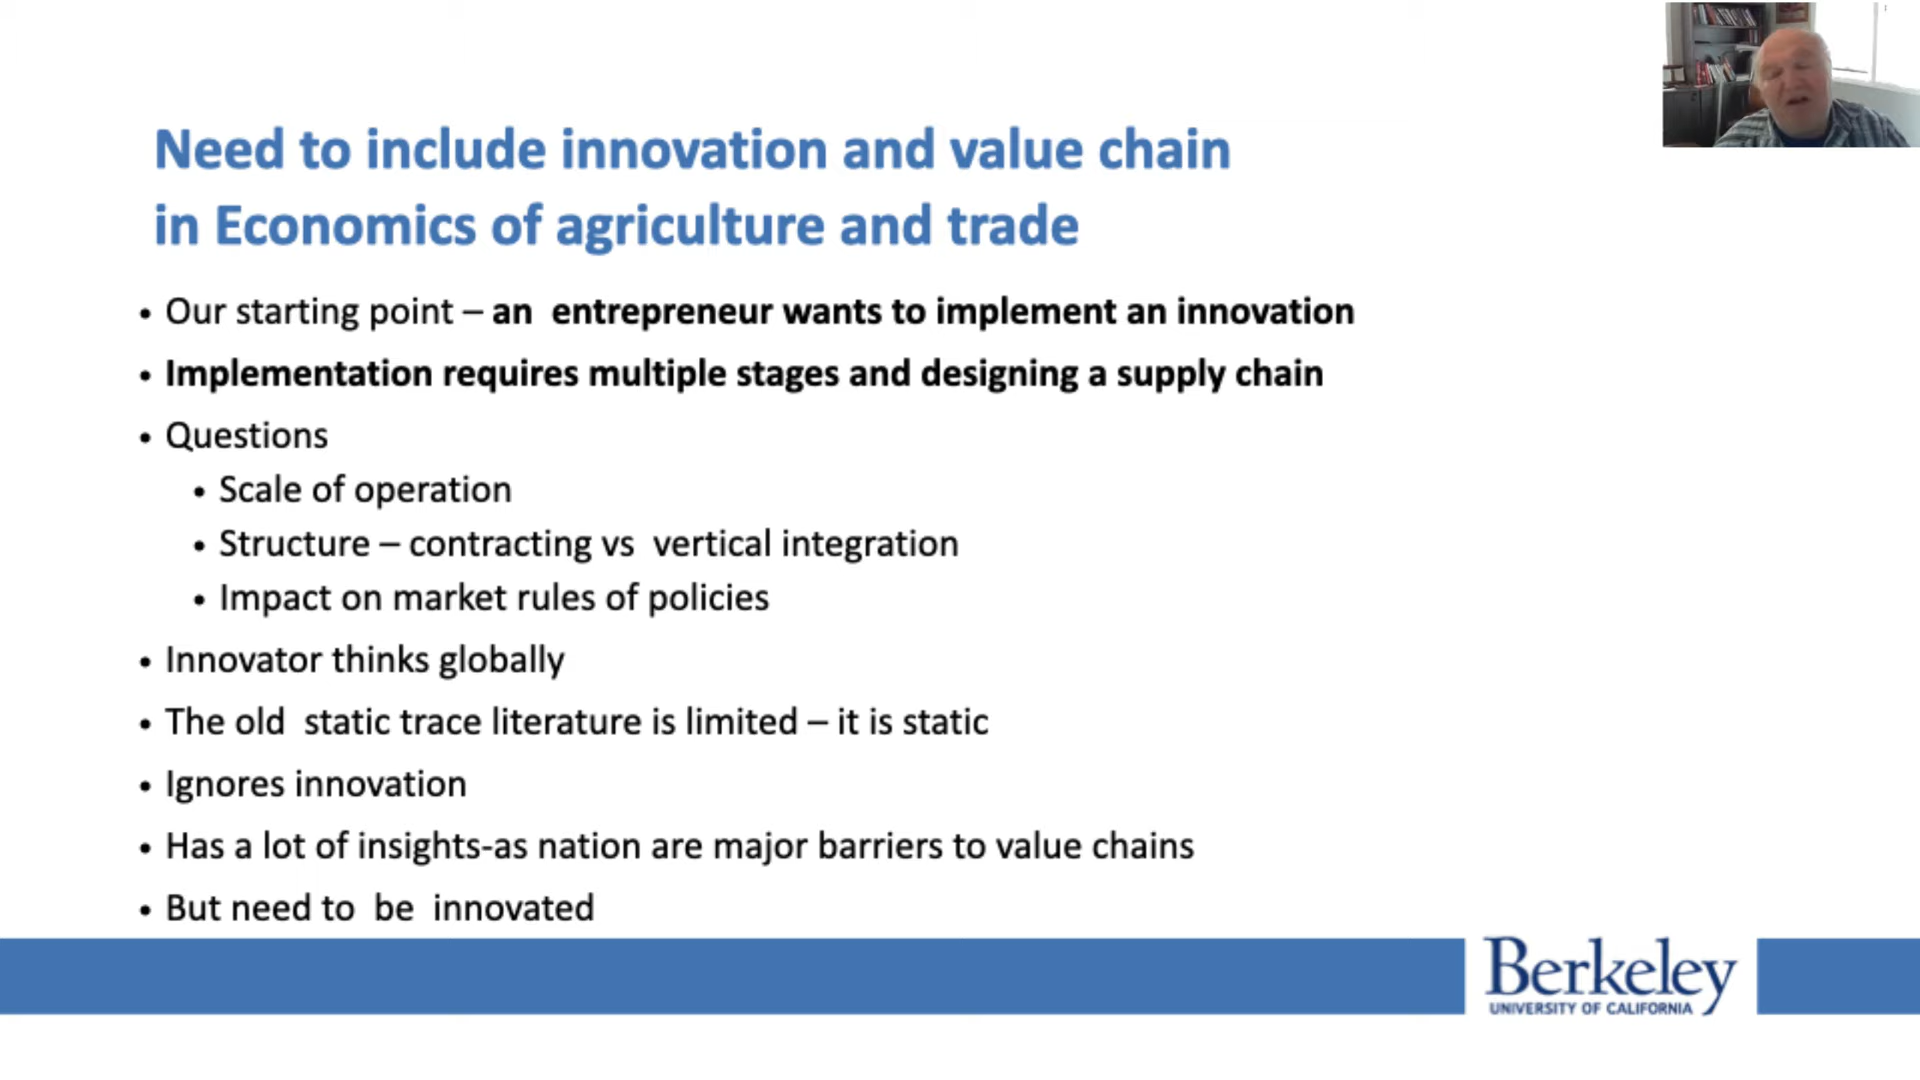 Need to include innovation and value chain
in Economics of agriculture and trade
• Our starting point – an  entrepreneur wants to implement an innovation
• Implementation requires multiple stages and designing a supply chain
• Questions
• Scale of operation
• Structure – contracting vs  vertical integration
• Impact on market rules of policies
• Innovator thinks globally
• The old  static trace literature is limited – it is static
• Ignores innovation
• Has a lot of insights-as nation are major barriers to value chains
• But need to  be  innovated
Berkeley
UNIVERSITY OF CALIFORNIA